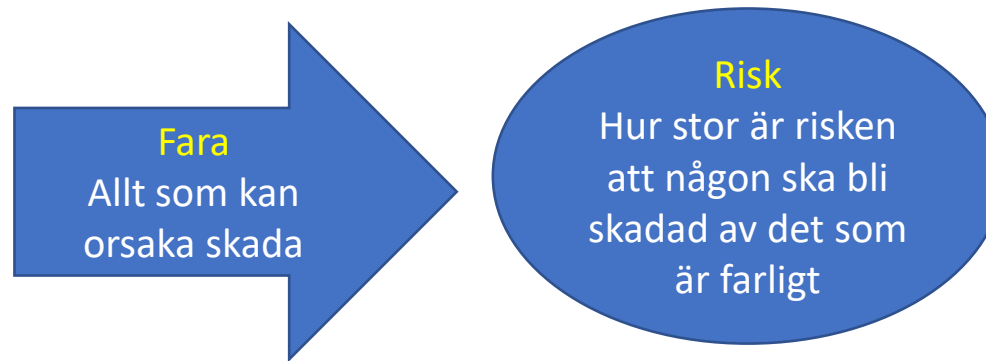 Fara
Allt som kan
orsaka skada
Risk
Hur stor är risken
att någon ska bli
skadad av det som
är farligt